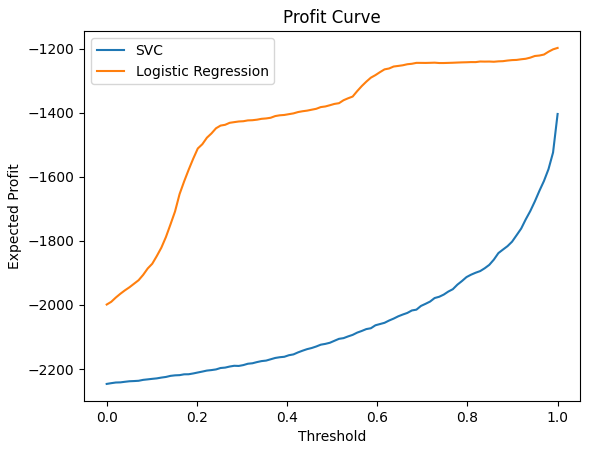 Profit Curve
SVC
Logistic Regression
Expected Profit
−1200
−1400
−1600
−1800
−2000
−2200
0.0 0.2 0.4 0.6 0.8 1.0
Threshold